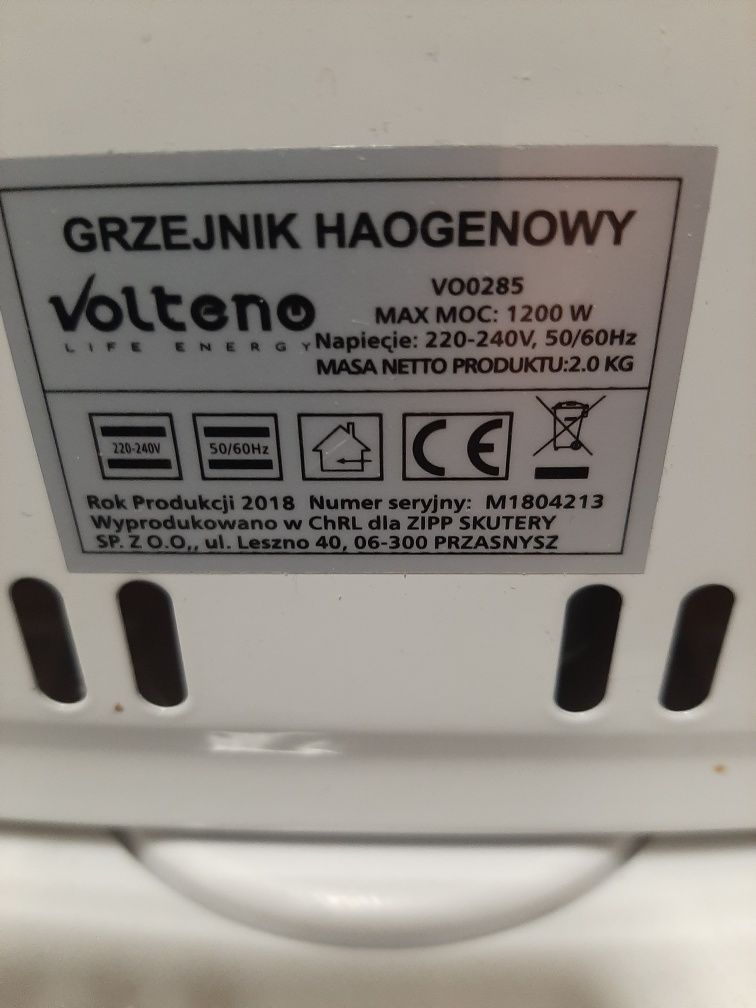 GRZEJNIK HAOGENOWY
Volteno
LIFE ENERGY
VO0285
MAX MOC: 1200 W
Napięcie: 220-240V, 50/60Hz
MASA NETTO PRODUKTU:2.0 KG
220-240V
50/60Hz
CE
Rok Produkcji 2018 Numer seryjny: M1804213
Wyprodukowano w ChRL dla ZIPP SKUTERY
SP. Z O.O,, ul. Leszno 40, 06-300 PRZASNYSZ